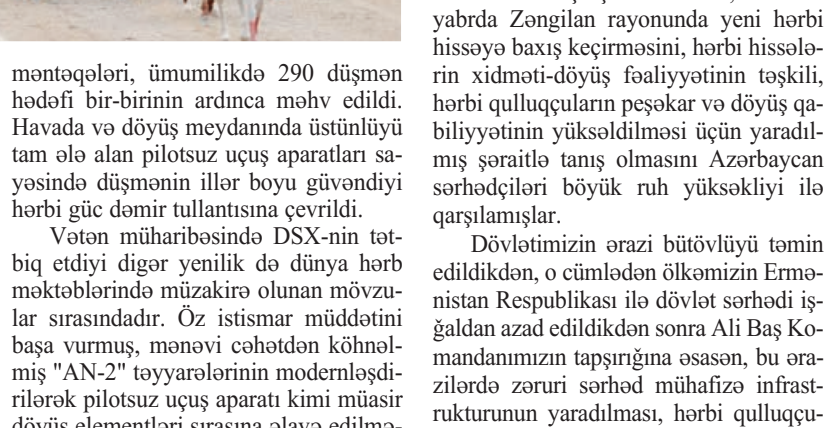 məntəqələri, ümumilikdə 290 düşmən
hədəfi bir-birinin ardınca məhv edildi.
Havada və döyüş meydanında üstünlüyü
tam ələ alan pilotsuz uçuş aparatları sa-
yəsində düşmənin illər boyu güvəndiyi
hərbi güc dəmir tullantısına çevrildi.
Vətən müharibəsində DSX-nin tət-
biq etdiyi digər yenilik də dünya hərb
məktəblərində müzakirə olunan mövzu-
lar sırasındadır. Öz istismar müddətini
başa vurmuş, mənəvi cəhətdən köhnəl-
miş "AN-2" təyyarələrinin modernləşdi-
rilərək pilotsuz uçuş aparatı kimi müasir
döyüş elementləri sırasına əlavə edilmə-
yabrda Zəngilan rayonunda yeni hərbi
hissəyə baxış keçirməsini, hərbi hissələ-
rin xidməti-döyüş fəaliyyətinin təşkili,
hərbi qulluqçuların peşəkar və döyüş qa-
biliyyətinin yüksəldilməsi üçün yaradıl-
mış şəraitlə tanış olmasını Azərbaycan
sərhədçiləri böyük ruh yüksəkliyi ilə
qarşılamışlar.
Dövlətimizin ərazi bütövlüyü təmin
edildikdən, o cümlədən ölkəmizin Ermə-
nistan Respublikası ilə dövlət sərhədi iş-
ğaldan azad edildikdən sonra Ali Baş Ko-
mandanımızın tapşırığına əsasən, bu əra-
zilərdə zəruri sərhəd mühafizə infrast-
rukturunun yaradılması, hərbi qulluqçu-